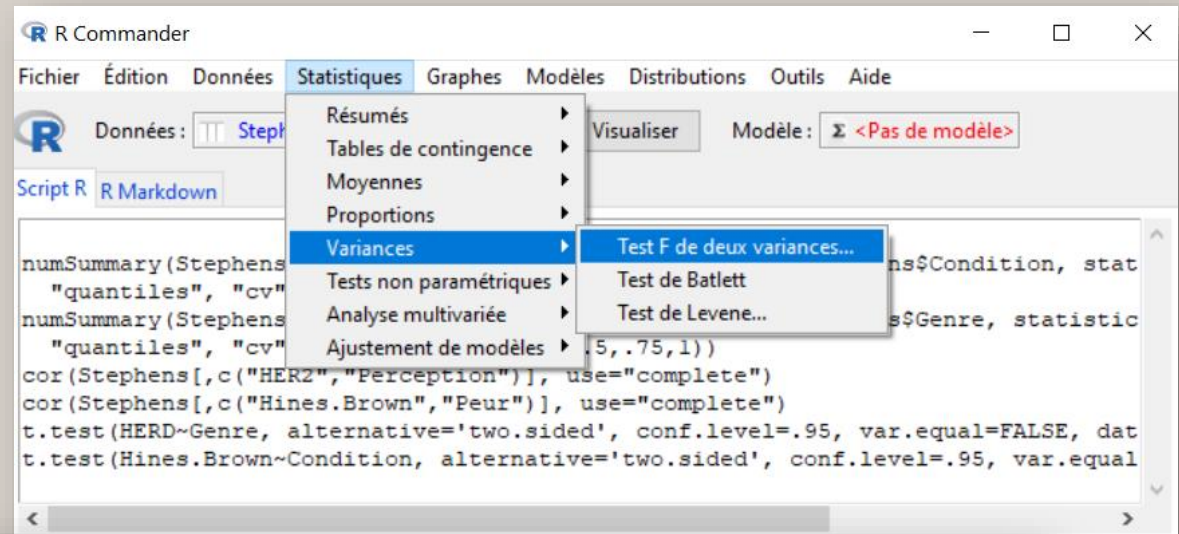 R Commander
Fichier Édition Données Statistiques Graphes Modèles Distributions Outils Aide
R Données : Steph Visualiser Modèle : Σ <Pas de modèle>
Script R R Markdown
Résumés
Tables de contingence
Moyennes
Proportions
Variances
Tests non paramétriques
Analyse multivariée
Ajustement de modèles
Test F de deux variances...
Test de Batlett
Test de Levene...
numSummary(Stephens ns$Condition, stat
"quantiles", "cv"
numSummary(Stephens s$Genre, statistic
"quantiles", "cv" .5,.75,1))
cor(Stephens[,c("HER2","Perception")], use="complete")
cor(Stephens[,c("Hines.Brown","Peur")], use="complete")
t.test(HERD~Genre, alternative='two.sided', conf.level=.95, var.equal=FALSE, dat
t.test(Hines.Brown~Condition, alternative='two.sided', conf.level=.95, var.equal